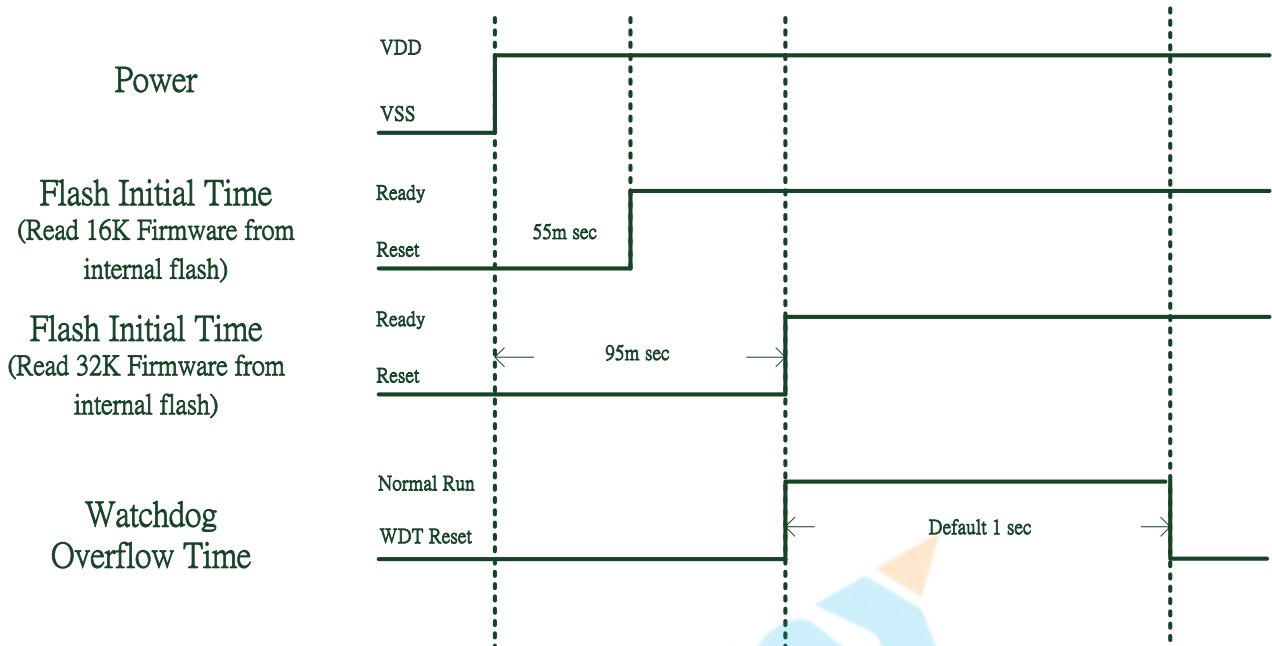 VDD
Power
VSS
Flash Initial Time
(Read 16K Firmware from
internal flash)
Ready
55m sec
Reset
Flash Initial Time
(Read 32K Firmware from
internal flash)
Ready
95m sec
Reset
Normal Run
Watchdog
Overflow Time
WDT Reset
Default 1 sec